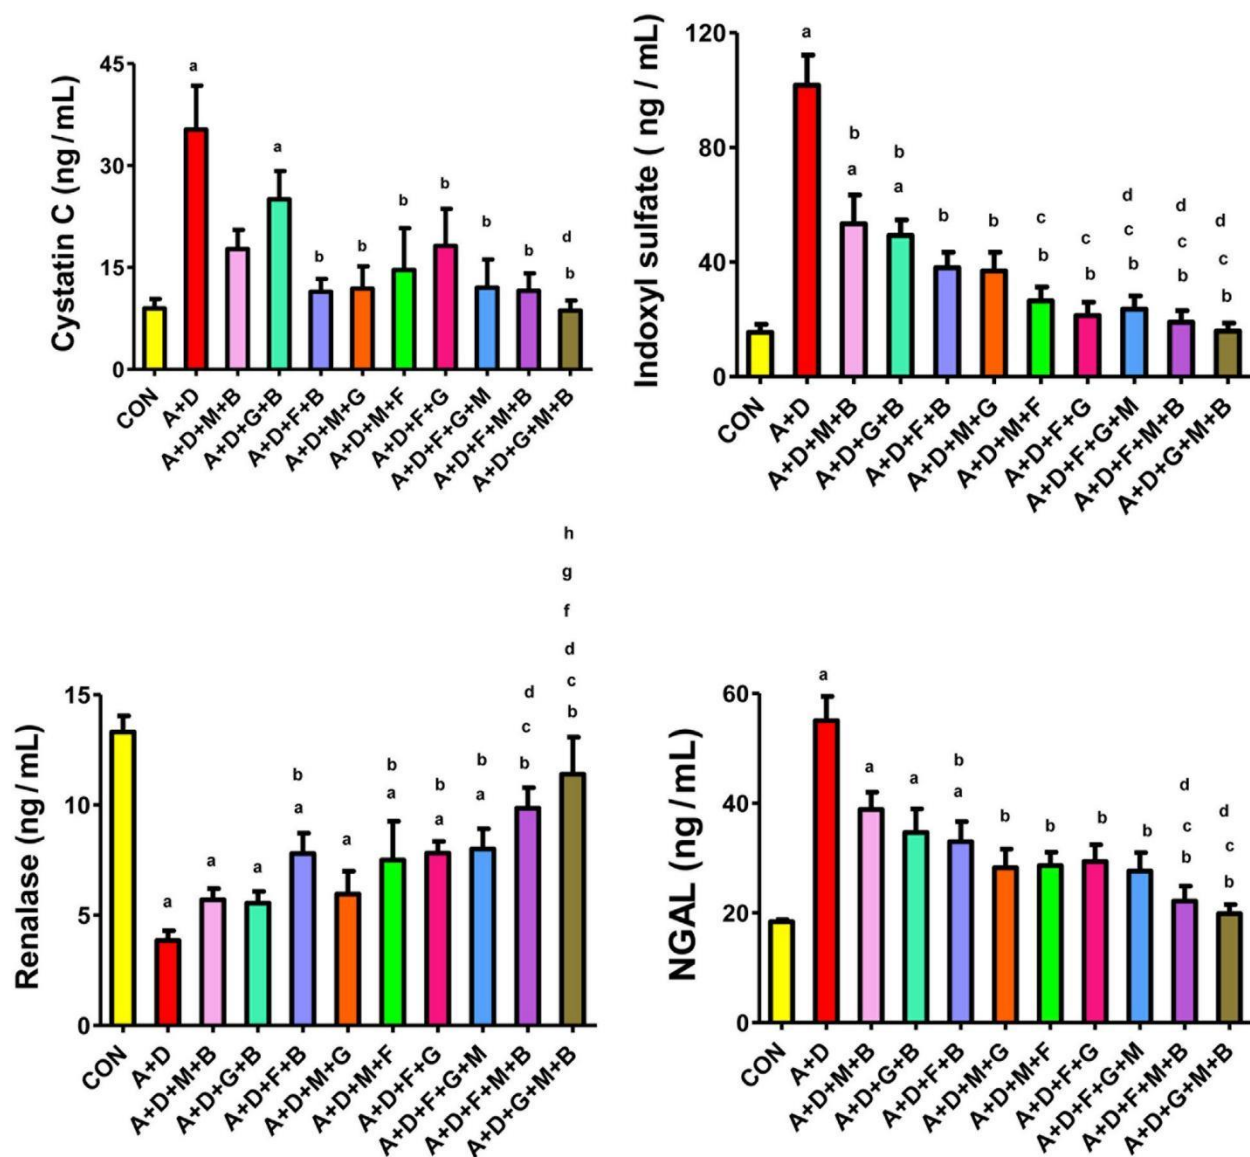 Cystatin C (ng/mL)
45
30
15
0
a
a
b
b
b
b
b
b
d
b
CON
A+D
A+D+M+B
A+D+G+B
A+D+F+B
A+D+M+G
A+D+M+F
A+D+F+G
A+D+F+G+M
A+D+F+M+B
A+D+G+M+B
Indoxyl sulfate ( ng / mL)
120
80
40
0
a
b
a
b
a
b
b
c
b
c
b
d
c
b
d
c
b
d
c
b
CON
A+D
A+D+M+B
A+D+G+B
A+D+F+B
A+D+M+G
A+D+M+F
A+D+F+G
A+D+F+G+M
A+D+F+M+B
A+D+G+M+B
Renalase (ng/mL)
15
10
5
0
a
a
a
b
a
a
b
a
b
a
b
a
d
c
b
h
g
f
d
c
b
CON
A+D
A+D+M+B
A+D+G+B
A+D+F+B
A+D+M+G
A+D+M+F
A+D+F+G
A+D+F+G+M
A+D+F+M+B
A+D+G+M+B
NGAL (ng/mL)
60
40
20
0
a
a
a
b
a
b
b
b
b
d
c
b
d
c
b
CON
A+D
A+D+M+B
A+D+G+B
A+D+F+B
A+D+M+G
A+D+M+F
A+D+F+G
A+D+F+G+M
A+D+F+M+B
A+D+G+M+B